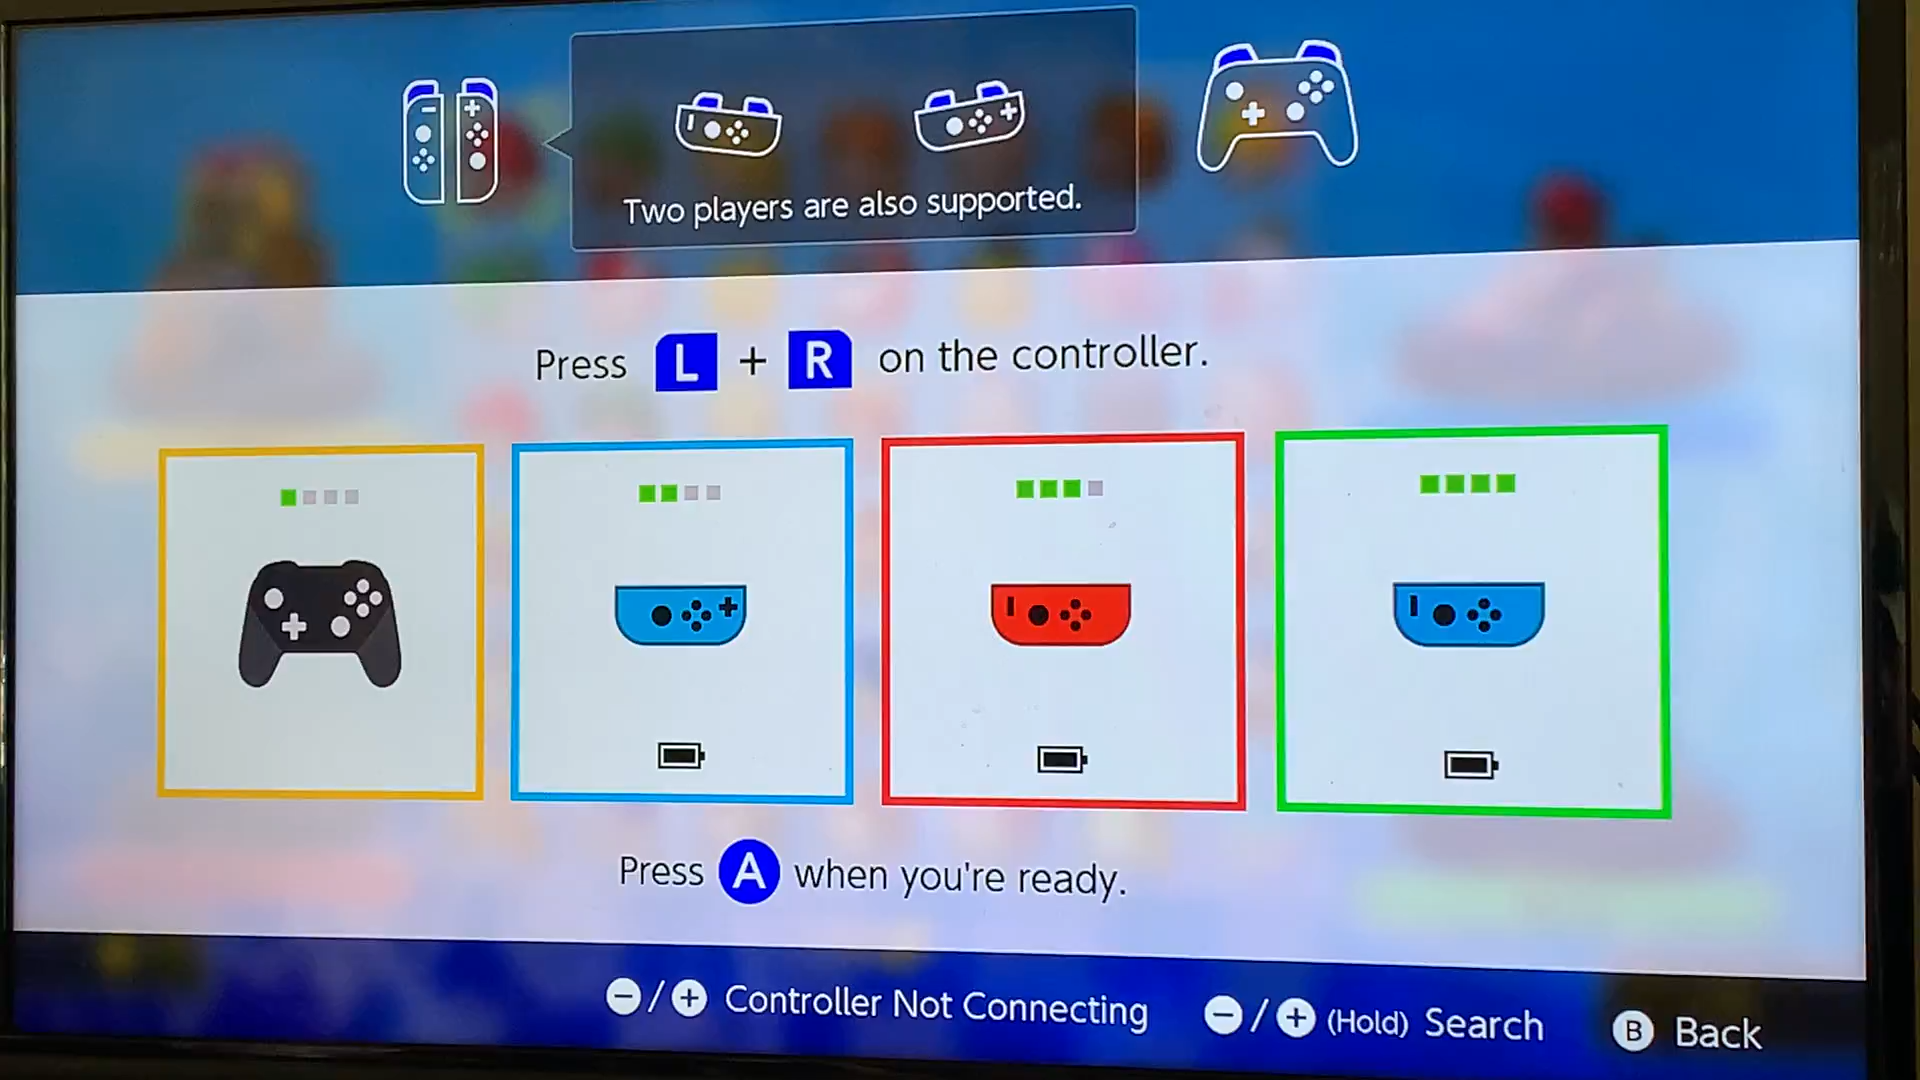 Two players are also supported.
Press L + R on the controller.
Press A when you're ready.
−/+ Controller Not Connecting −/+ (Hold) Search B Back